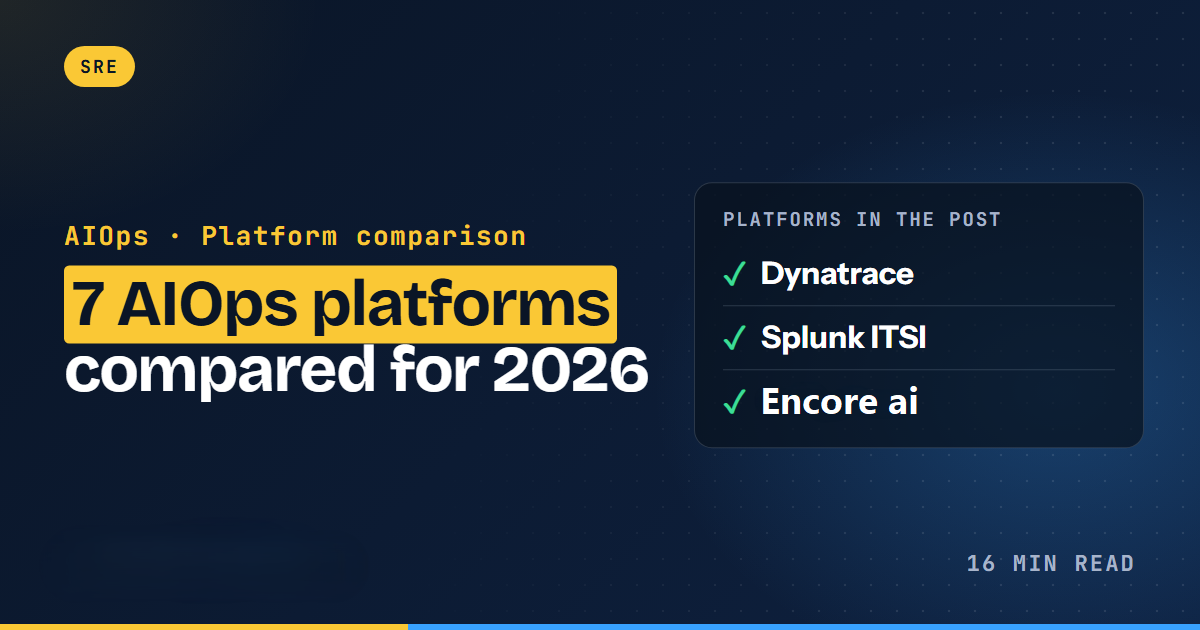 SRE
AIOps · Platform comparison
7 AIOps platforms
compared for 2026
PLATFORMS IN THE POST
✓ Dynatrace
✓ Splunk ITSI
✓ Encore ai
16 MIN READ